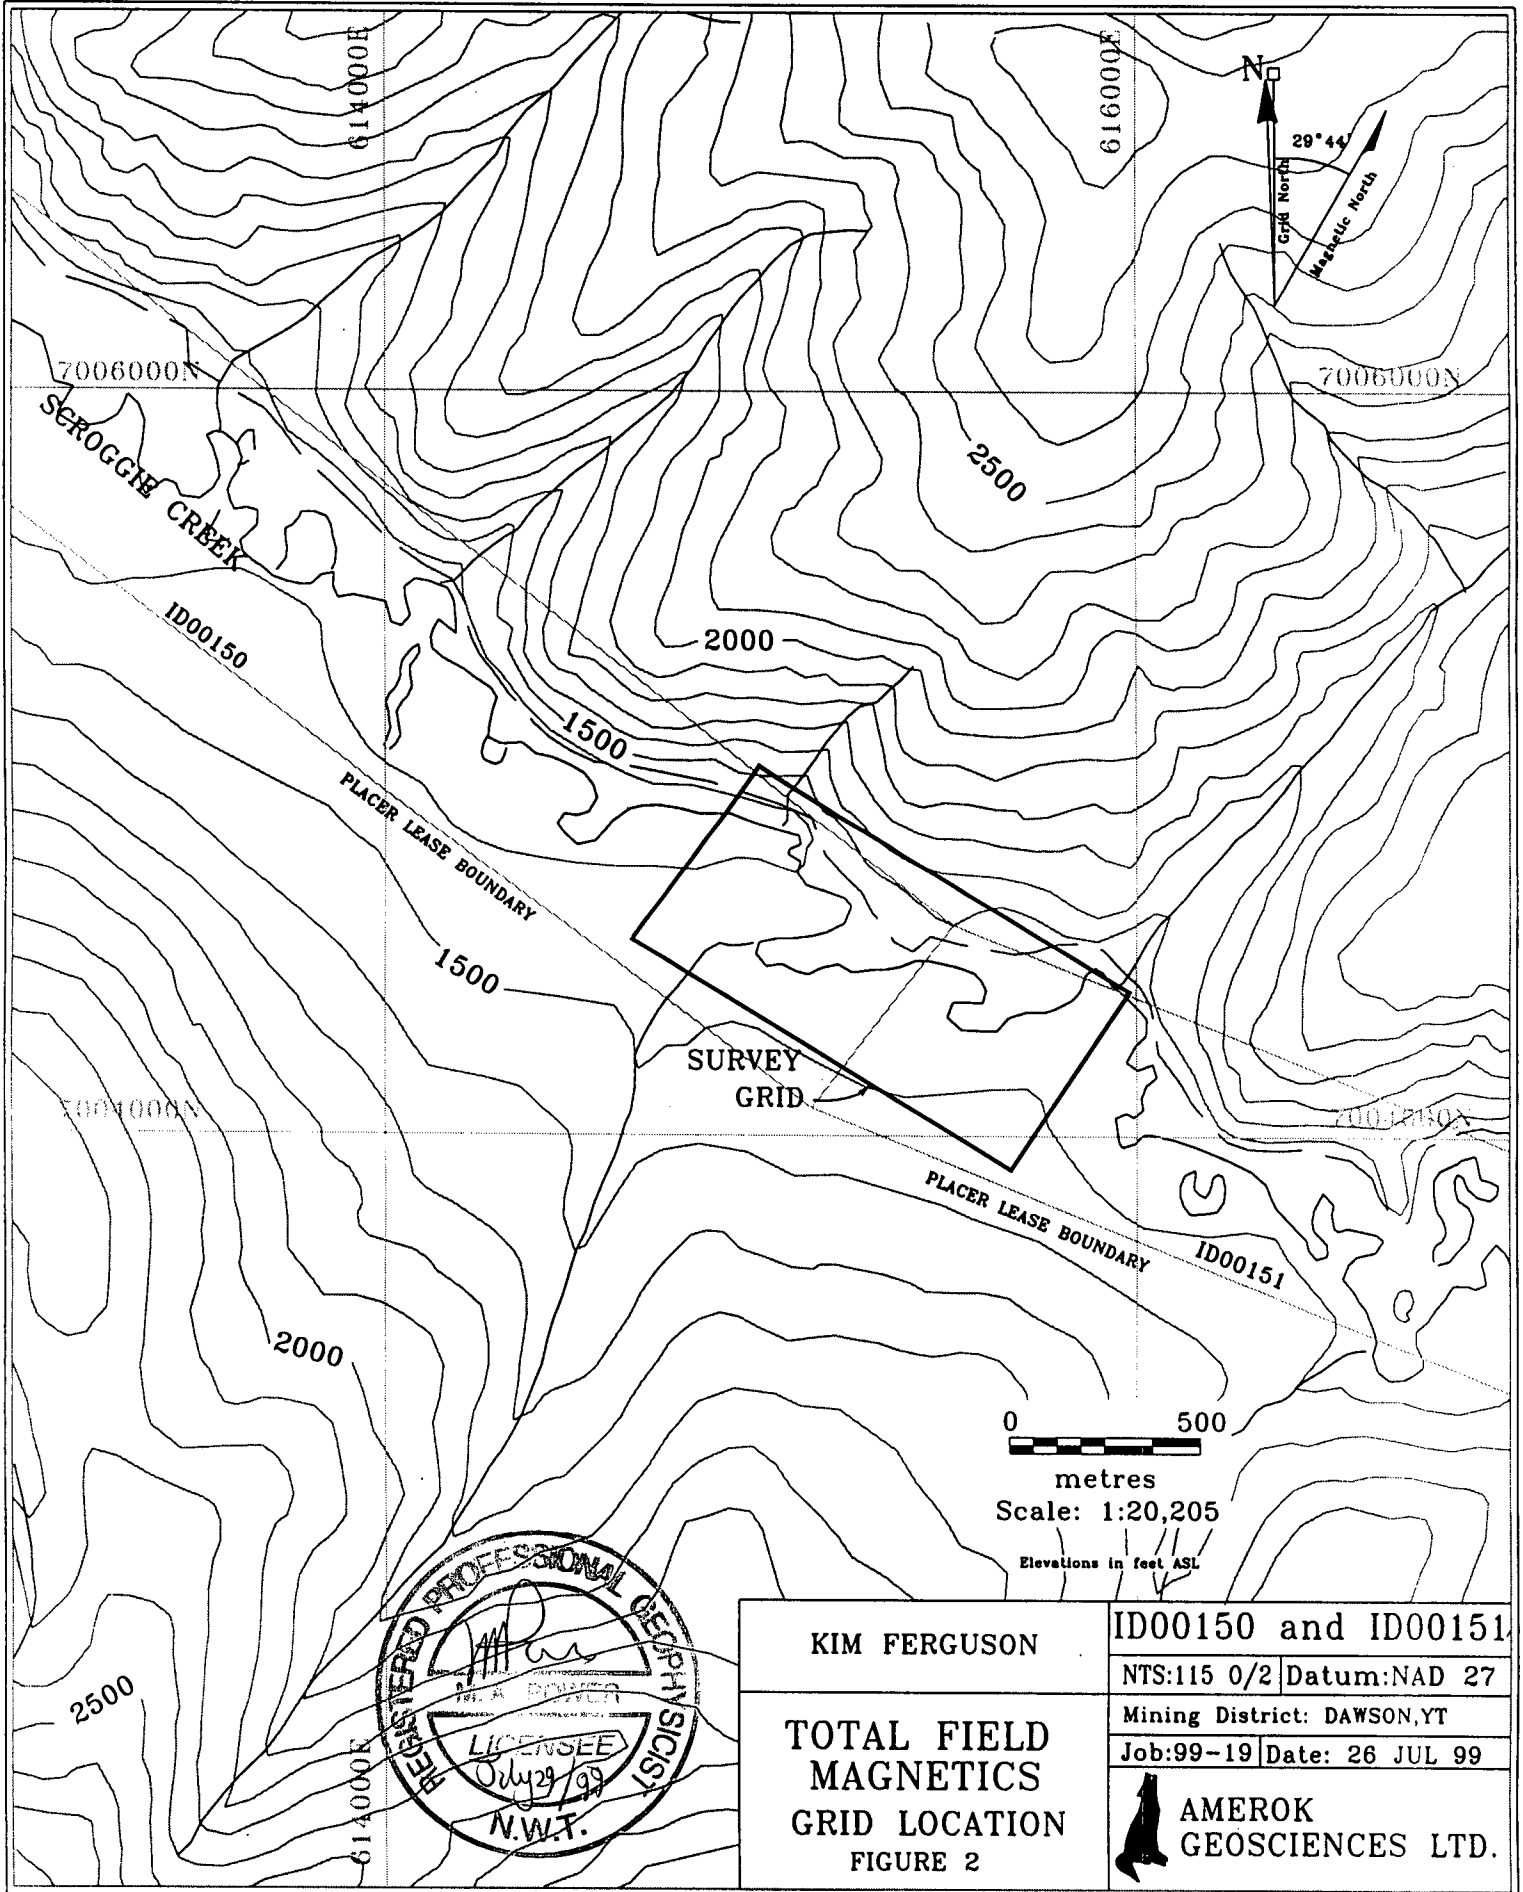 614000E
616000E
N
29°44'
Grid North
Magnetic North
7006000N
7006000N
SCROGGIE CREEK
2500
ID00150
2000
1500
PLACER LEASE BOUNDARY
1500
SURVEY
GRID
7004000N
PLACER LEASE BOUNDARY
ID00151
2000
0 500
metres
Scale: 1:20,205
Elevations in feet ASL
2500
614000E
REGISTERED PROFESSIONAL GEOPHYSICIST
M. A. POWER
LICENSEE
July 29/99
N.W.T.
KIM FERGUSON
TOTAL FIELD
MAGNETICS
GRID LOCATION
FIGURE 2
ID00150 and ID00151
NTS:115 O/2 Datum:NAD 27
Mining District: DAWSON,YT
Job:99-19 Date: 26 JUL 99
AMEROK
GEOSCIENCES LTD.